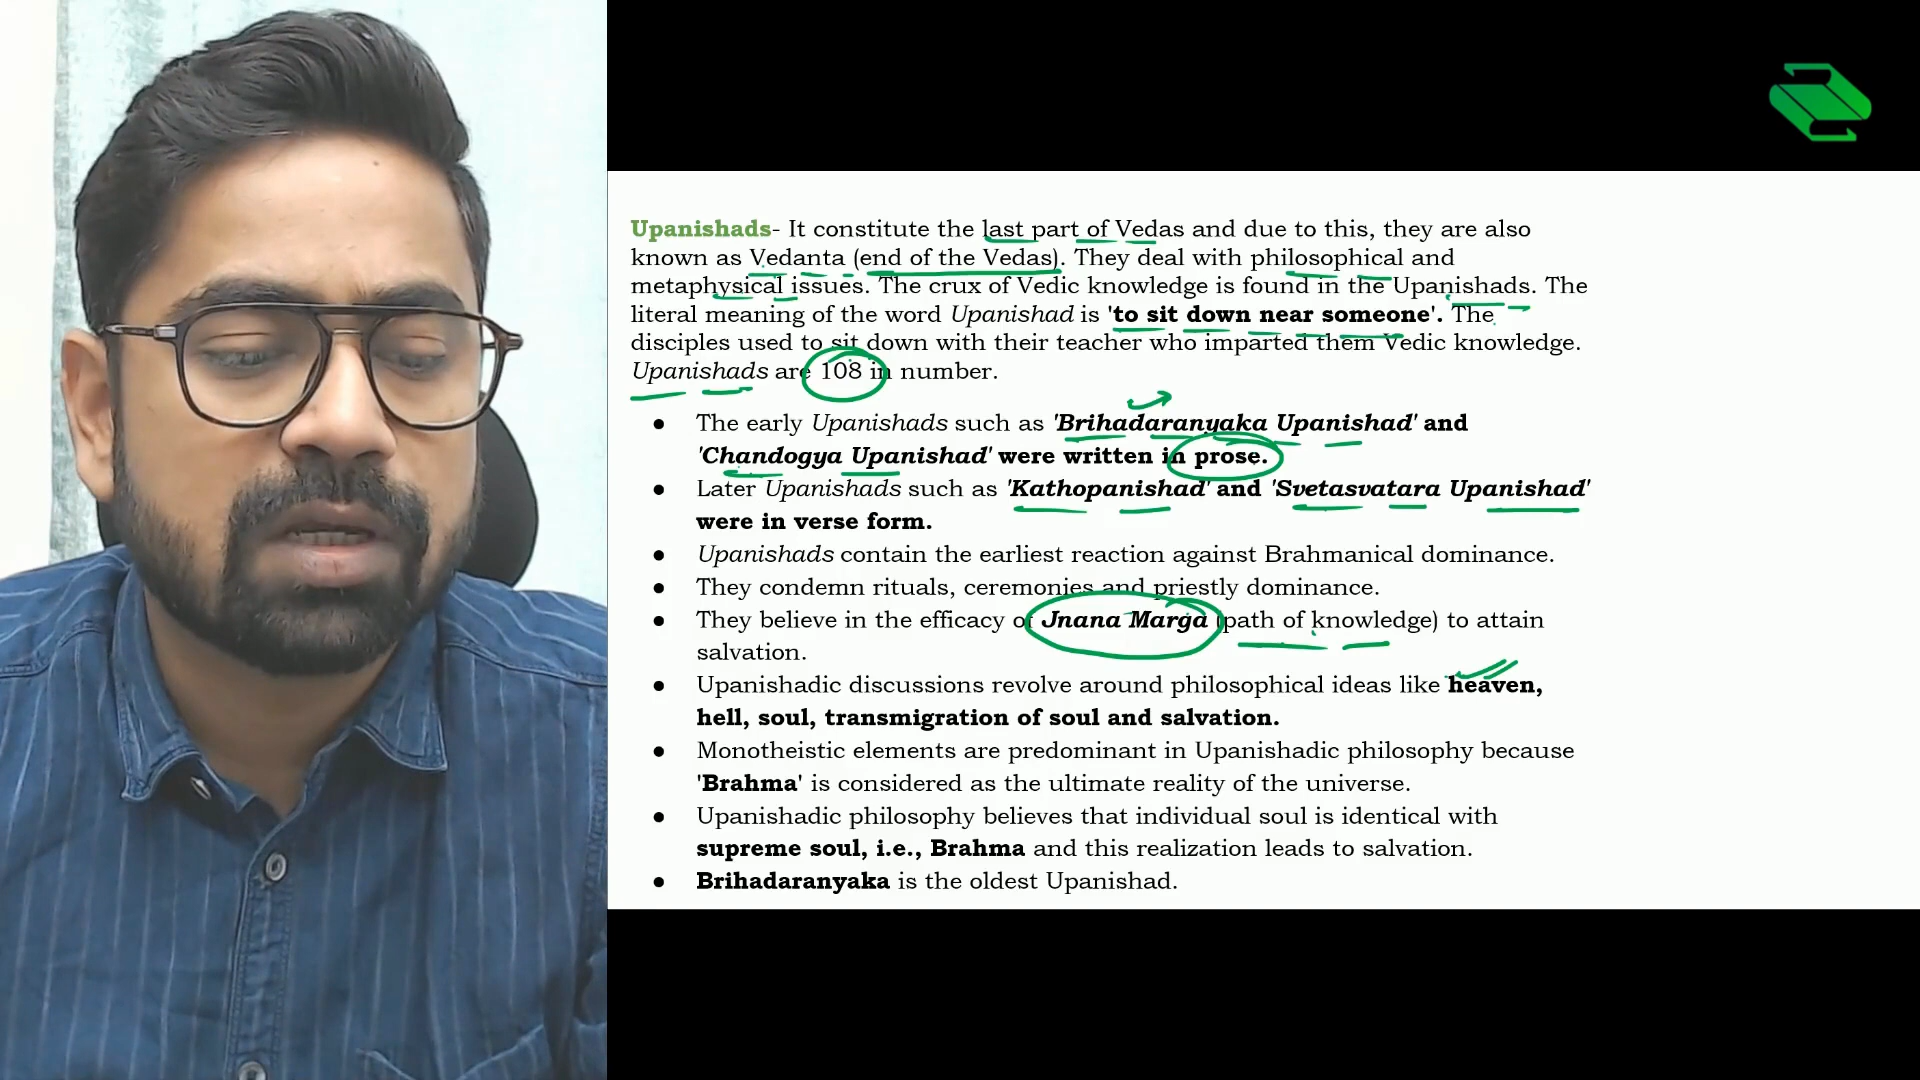 Upanishads- It constitute the last part of Vedas and due to this, they are also
known as Vedanta (end of the Vedas). They deal with philosophical and
metaphysical issues. The crux of Vedic knowledge is found in the Upanishads. The
literal meaning of the word Upanishad is 'to sit down near someone'. The
disciples used to sit down with their teacher who imparted them Vedic knowledge.
Upanishads are 108 in number.
● The early Upanishads such as 'Brihadaranyaka Upanishad' and
'Chandogya Upanishad' were written in prose.
● Later Upanishads such as 'Kathopanishad' and 'Svetasvatara Upanishad'
were in verse form.
● Upanishads contain the earliest reaction against Brahmanical dominance.
● They condemn rituals, ceremonies and priestly dominance.
● They believe in the efficacy of Jnana Marga (path of knowledge) to attain
salvation.
● Upanishadic discussions revolve around philosophical ideas like heaven,
hell, soul, transmigration of soul and salvation.
● Monotheistic elements are predominant in Upanishadic philosophy because
'Brahma' is considered as the ultimate reality of the universe.
● Upanishadic philosophy believes that individual soul is identical with
supreme soul, i.e., Brahma and this realization leads to salvation.
● Brihadaranyaka is the oldest Upanishad.